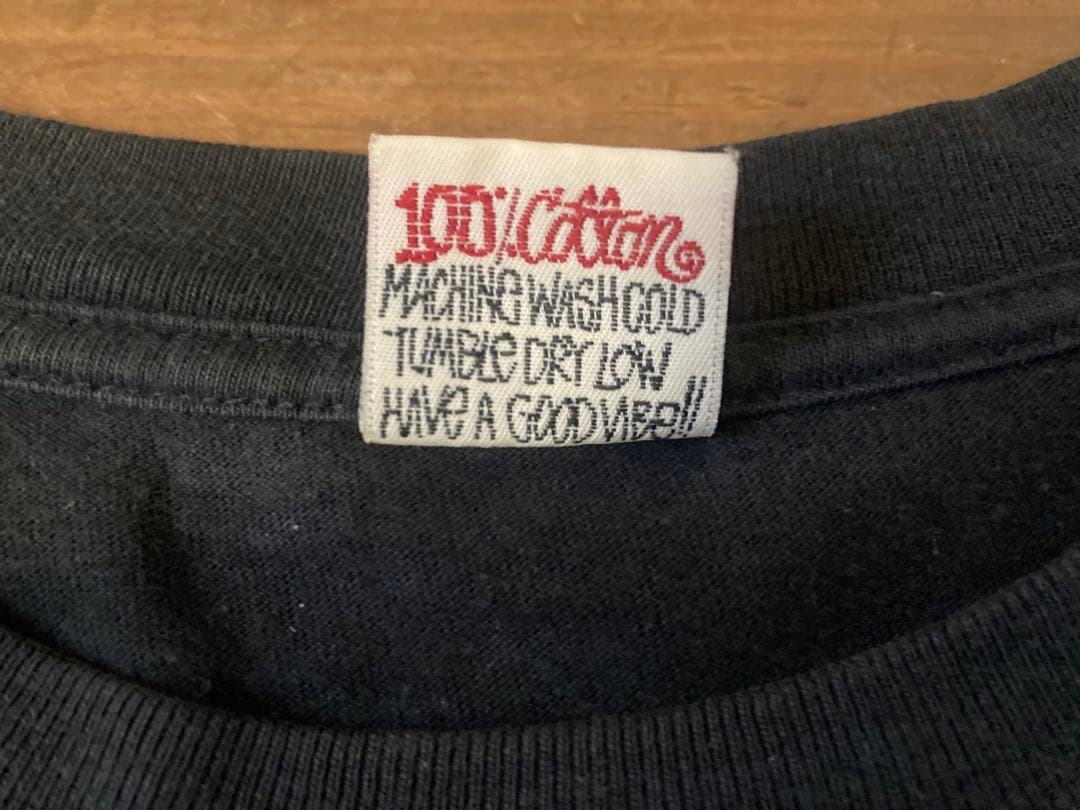 100% Cotton
MACHINe WASH COLD
TUMBLe DRY LOW
HAVe A GOOD VIBe!!